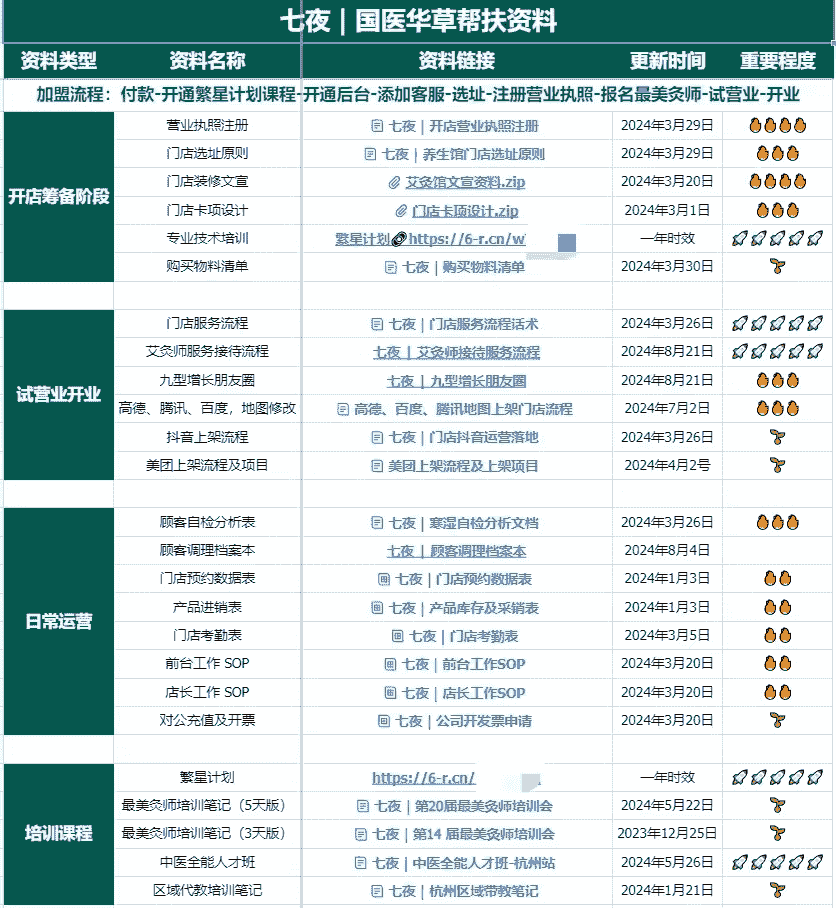 七夜｜国医华草帮扶资料
资料类型 资料名称 资料链接 更新时间 重要程度
加盟流程：付款-开通繁星计划课程-开通后台-添加客服-选址-注册营业执照-报名最美灸师-试营业-开业
开店筹备阶段
营业执照注册 七夜｜开店营业执照注册 2024年3月29日
门店选址原则 七夜｜养生馆门店选址原则 2024年3月29日
门店装修文宣 艾灸馆文宣资料.zip 2024年3月20日
门店卡项设计 门店卡项设计.zip 2024年3月1日
专业技术培训 繁星计划🔗https://6-r.cn/w 一年时效
购买物料清单 七夜｜购买物料清单 2024年3月30日
试营业开业
门店服务流程 七夜｜门店服务流程话术 2024年3月26日
艾灸师服务接待流程 七夜｜艾灸师接待服务流程 2024年8月21日
九型增长朋友圈 七夜｜九型增长朋友圈 2024年8月21日
高德、腾讯、百度，地图修改 高德、百度、腾讯地图上架门店流程 2024年7月2日
抖音上架流程 七夜｜门店抖音运营落地 2024年3月26日
美团上架流程及项目 美团上架流程及上架项目 2024年4月2号
日常运营
顾客自检分析表 七夜｜寒湿自检分析文档 2024年3月26日
顾客调理档案本 七夜｜顾客调理档案本 2024年8月4日
门店预约数据表 七夜｜门店预约数据表 2024年1月3日
产品进销表 七夜｜产品库存及采销表 2024年1月3日
门店考勤表 七夜｜门店考勤表 2024年3月5日
前台工作 SOP 七夜｜前台工作SOP 2024年3月20日
店长工作 SOP 七夜｜店长工作SOP 2024年3月20日
对公充值及开票 七夜｜公司开发票申请 2024年3月20日
培训课程
繁星计划 https://6-r.cn/ 一年时效
最美灸师培训笔记（5天版） 七夜｜第20届最美灸师培训会 2024年5月22日
最美灸师培训笔记（3天版） 七夜｜第14 届最美灸师培训会 2023年12月25日
中医全能人才班 七夜｜中医全能人才班-杭州站 2024年5月26日
区域代教培训笔记 七夜｜杭州区域带教笔记 2024年1月21日